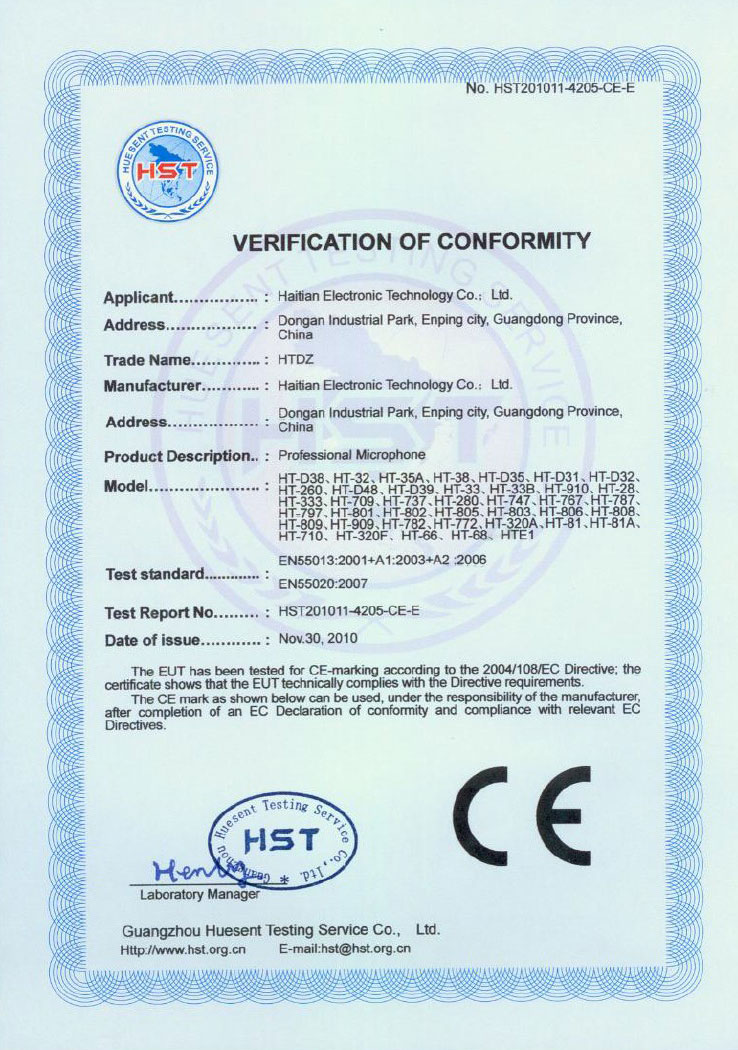 No. HST201011-4205-CE-E
HUESENT TESTING SERVICE
HST
VERIFICATION OF CONFORMITY
Applicant................. : Haitian Electronic Technology Co.; Ltd.
Address.................. : Dongan Industrial Park, Enping city, Guangdong Province,
China
Trade Name............. : HTDZ
Manufacturer........... : Haitian Electronic Technology Co.; Ltd.
Address.................. : Dongan Industrial Park, Enping city, Guangdong Province,
China
Product Description.. : Professional Microphone
Model...................... : HT-D38、HT-32、HT-35A、HT-38、HT-D35、HT-D31、HT-D32、
HT-260、HT-D48、HT-D39、HT-33、HT-33B、HT-910、HT-28、
HT-333、HT-709、HT-737、HT-280、HT-747、HT-767、HT-787、
HT-797、HT-801、HT-802、HT-805、HT-803、HT-806、HT-808、
HT-809、HT-909、HT-782、HT-772、HT-320A、HT-81、HT-81A、
HT-710、HT-320F、HT-66、HT-68、HTE1
Test standard............ : EN55013:2001+A1:2003+A2 :2006
EN55020:2007
Test Report No......... : HST201011-4205-CE-E
Date of issue............ : Nov.30, 2010
The EUT has been tested for CE-marking according to the 2004/108/EC Directive; the
certificate shows that the EUT technically complies with the Directive requirements.
The CE mark as shown below can be used, under the responsibility of the manufacturer,
after completion of an EC Declaration of conformity and compliance with relevant EC
Directives.
CE
Guangzhou Huesent Testing Service Co., Ltd. *
HST
Laboratory Manager
Guangzhou Huesent Testing Service Co., Ltd.
Http://www.hst.org.cn E-mail:hst@hst.org.cn